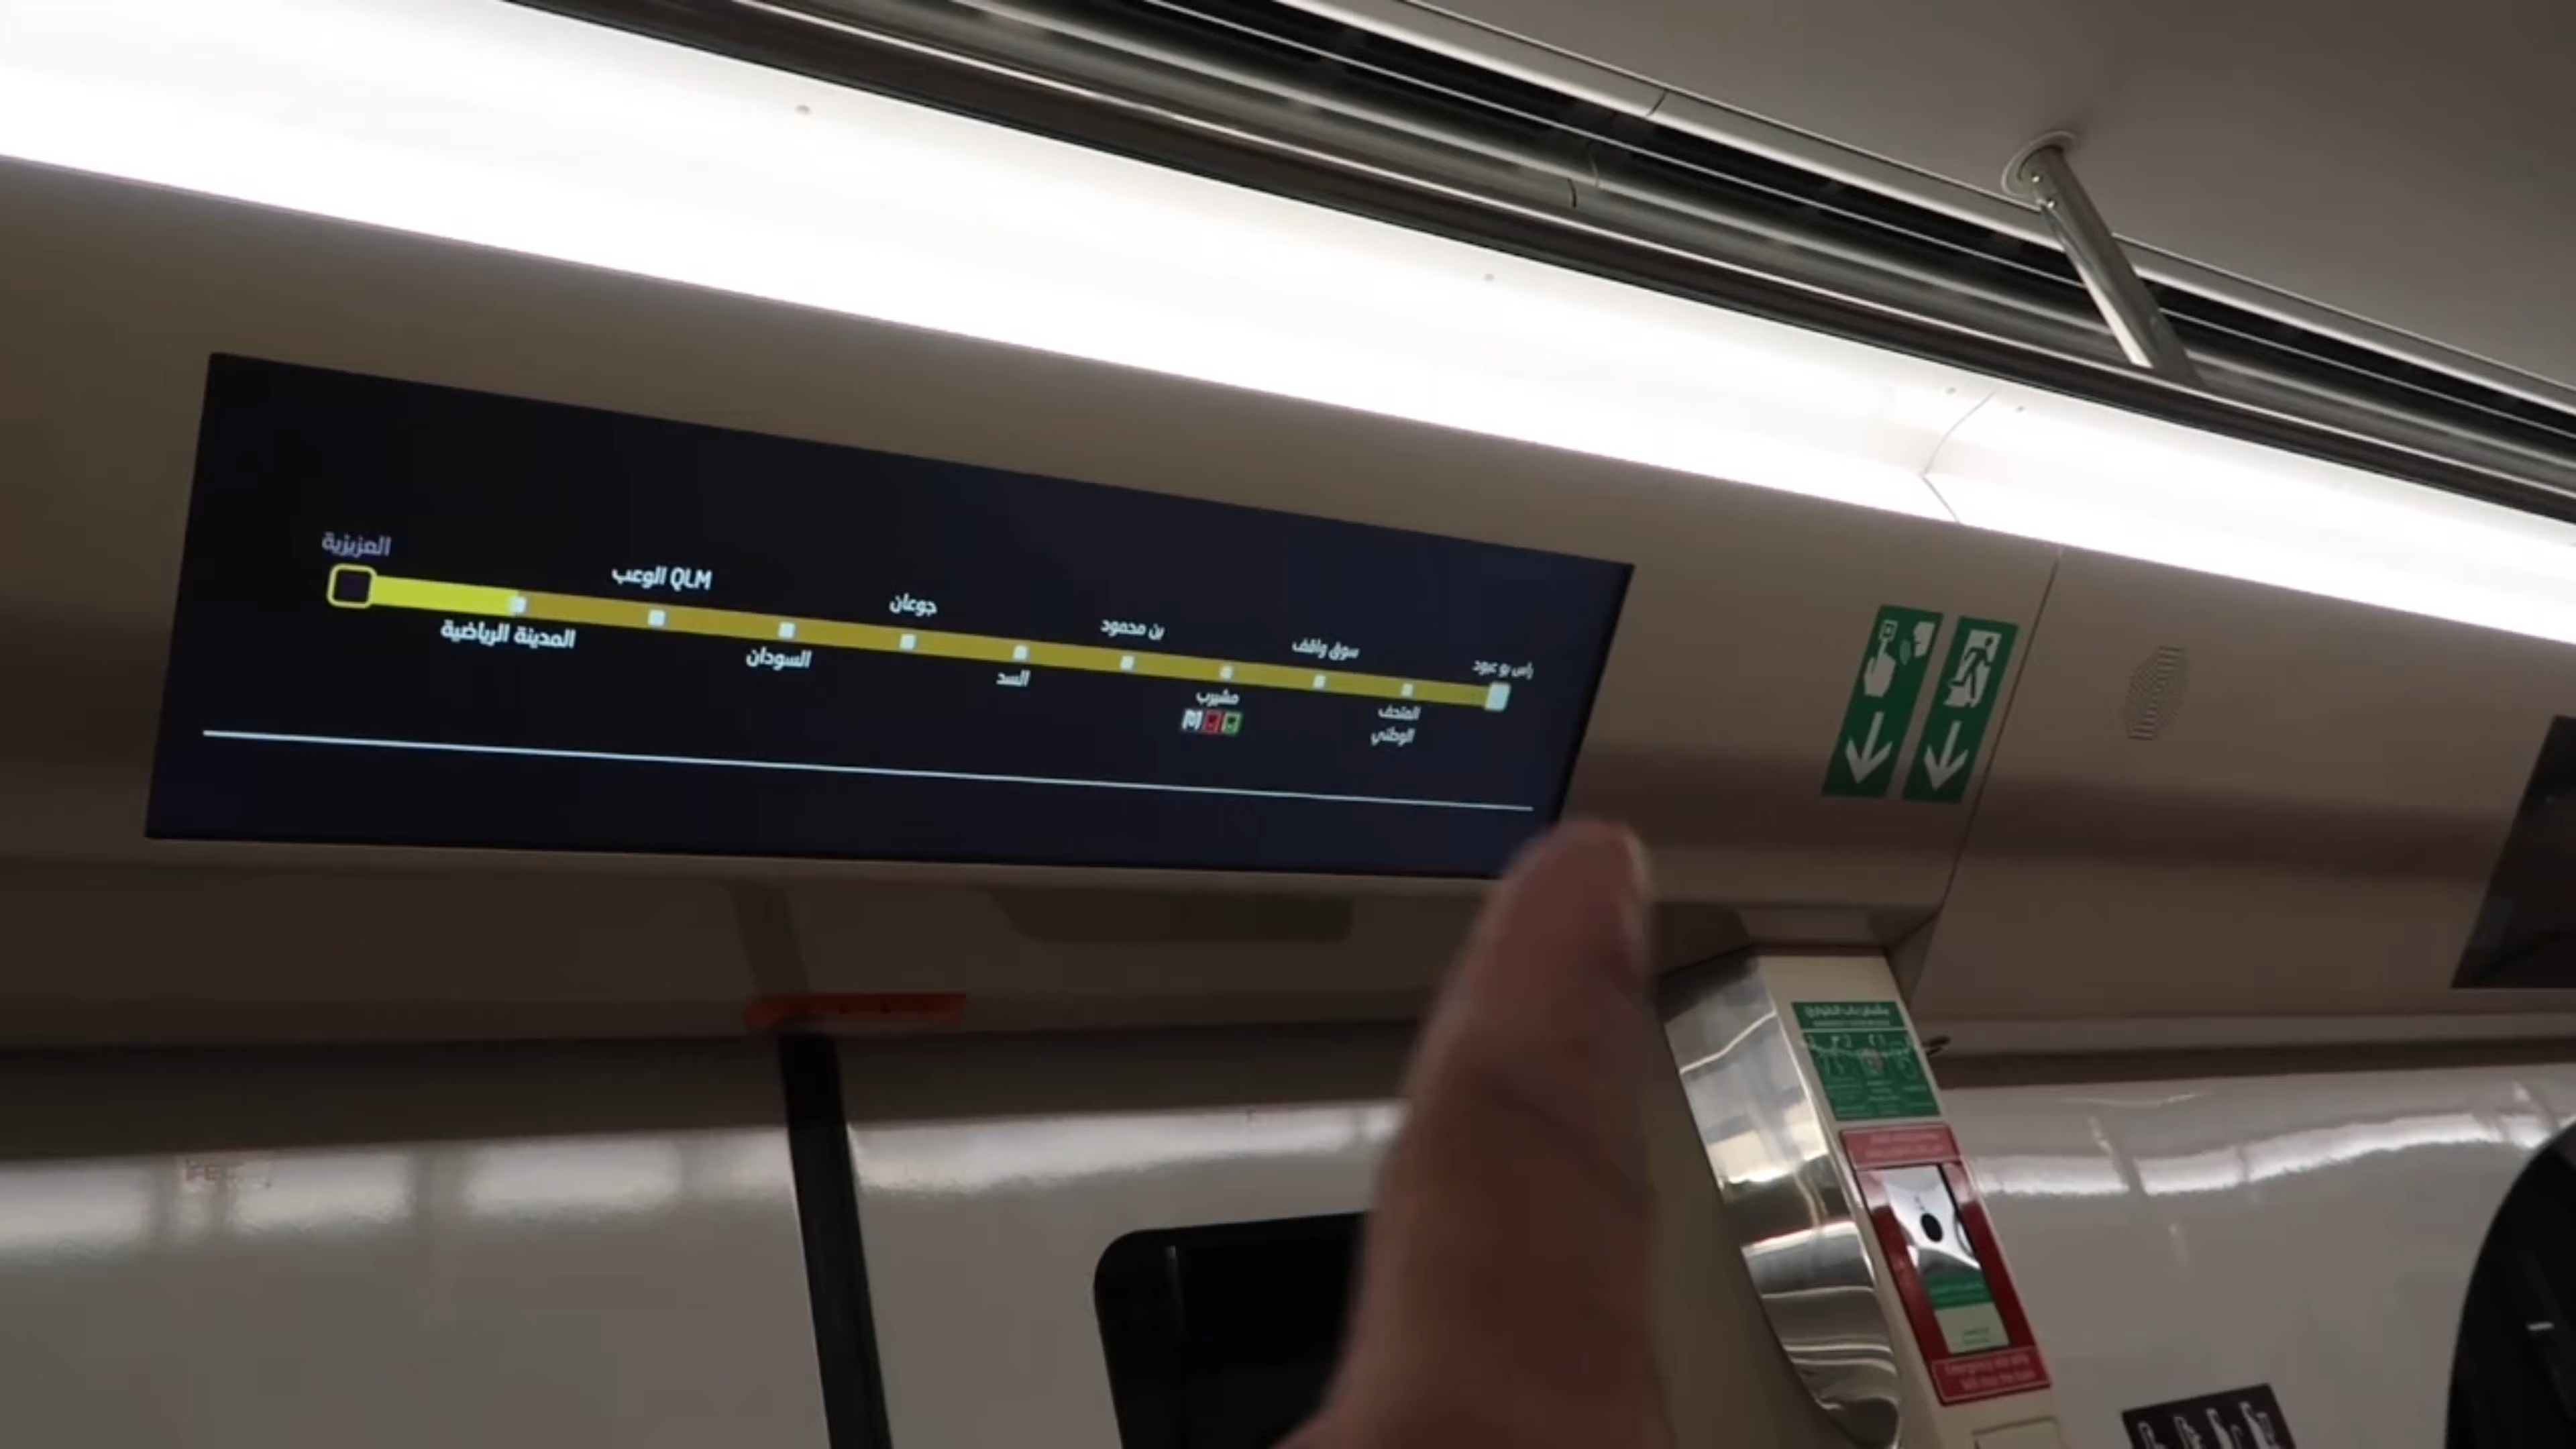 العزيزية
المدينة الرياضية
QLM الوعب
السودان
جوعان
السد
بن محمود
مشيرب
سوق واقف
المتحف
الوطني
راس بو عبود